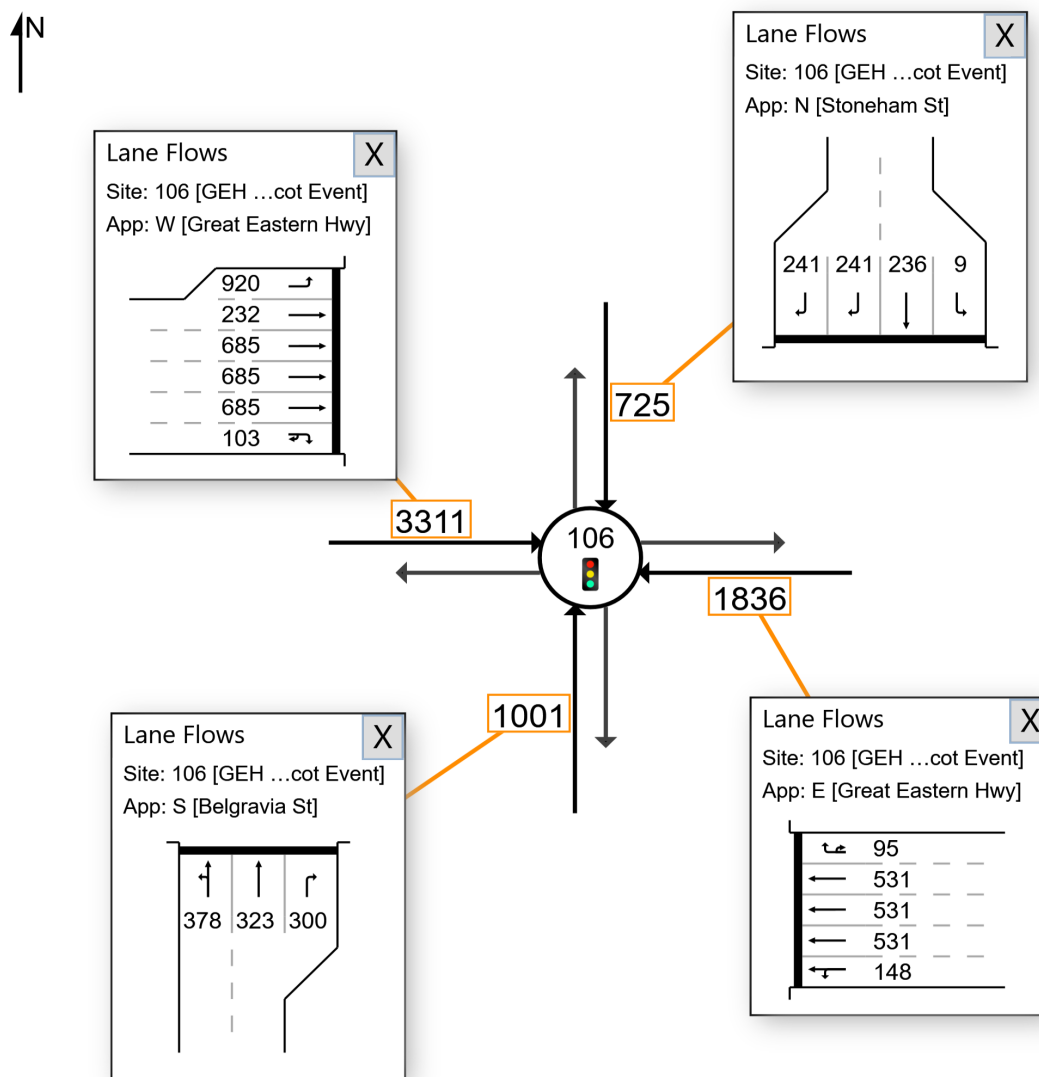 N
Lane Flows X
Site: 106 [GEH ...cot Event]
App: N [Stoneham St]
241 241 236 9
Lane Flows X
Site: 106 [GEH ...cot Event]
App: W [Great Eastern Hwy]
920
232
685
685
685
103
725
3311
106
1836
1001
Lane Flows X
Site: 106 [GEH ...cot Event]
App: S [Belgravia St]
378 323 300
Lane Flows X
Site: 106 [GEH ...cot Event]
App: E [Great Eastern Hwy]
95
531
531
531
148